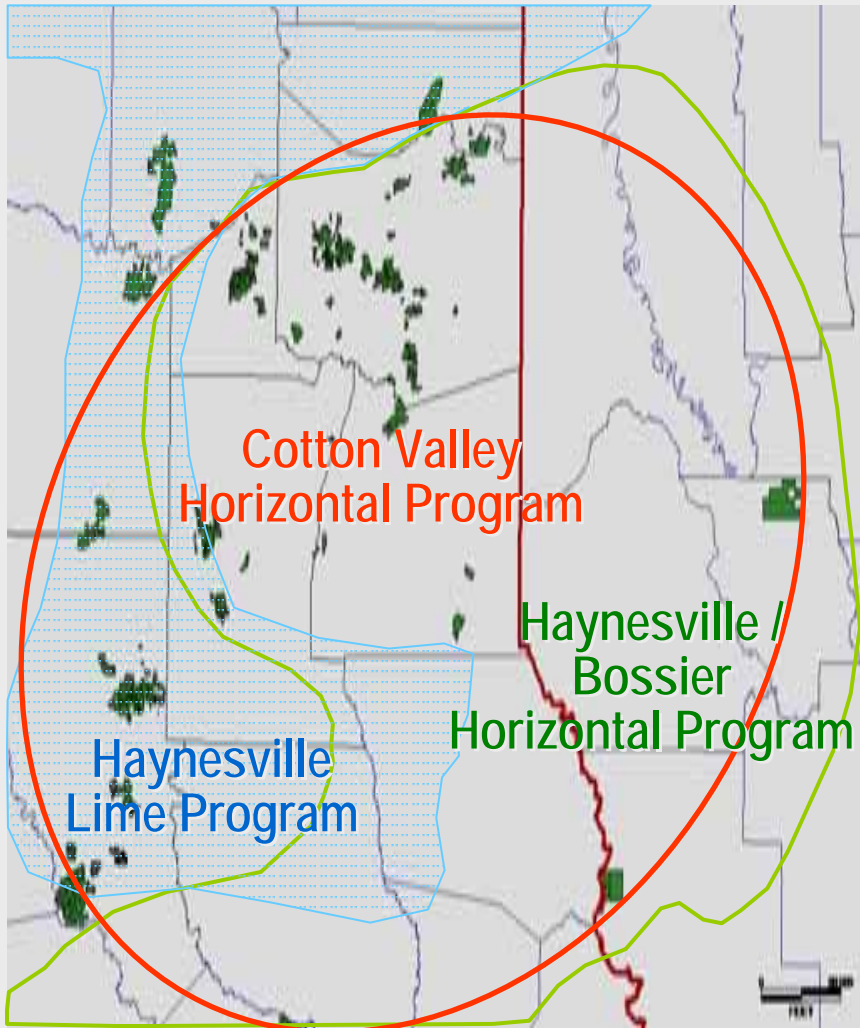 Cotton Valley
Horizontal Program
Haynesville /
Bossier
Horizontal Program
Haynesville
Lime Program